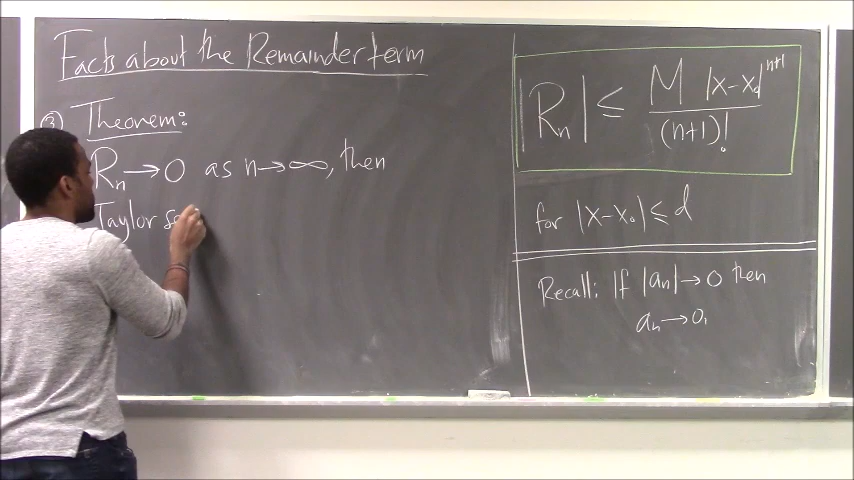 Facts about the Remainder term
③ Theorem:
Rₙ → 0 as n → ∞, then
Taylor se
|Rₙ| ≤ M |x-x₀|ⁿ⁺¹ / (n+1)!
for |x-x₀| ≤ d
Recall: If |aₙ| → 0 then
aₙ → 0,